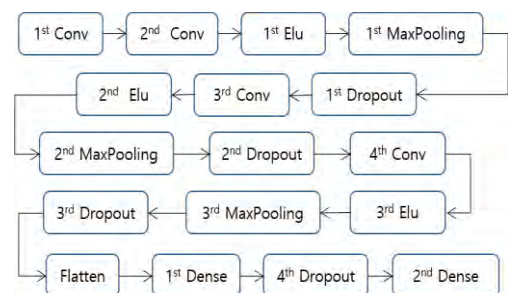 1st Conv 2nd Conv 1st Elu 1st MaxPooling
2nd Elu 3rd Conv 1st Dropout
2nd MaxPooling 2nd Dropout 4th Conv
3rd Dropout 3rd MaxPooling 3rd Elu
Flatten 1st Dense 4th Dropout 2nd Dense